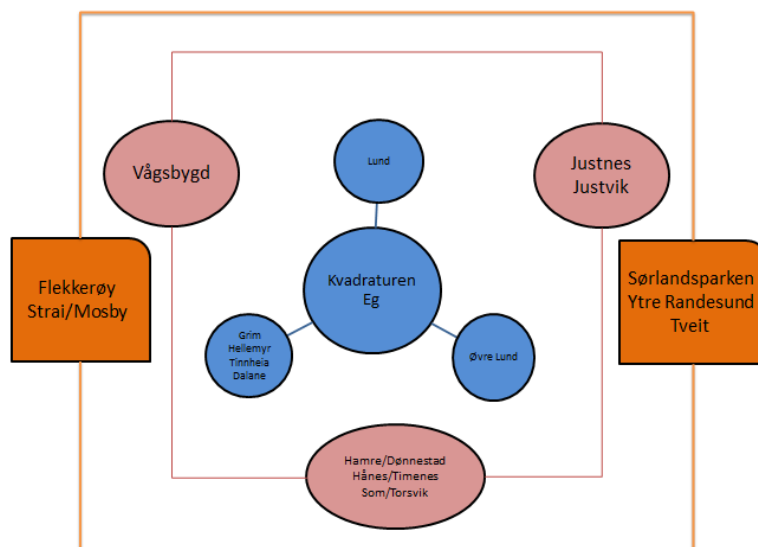 Lund
Vågsbygd
Justnes
Justvik
Kvadraturen
Eg
Flekkerøy
Strai/Mosby
Sørlandsparken
Ytre Randesund
Tveit
Grim
Hellemyr
Tinnheia
Dalane
Øvre Lund
Hamre/Dønnestad
Hånes/Timenes
Som/Torsvik